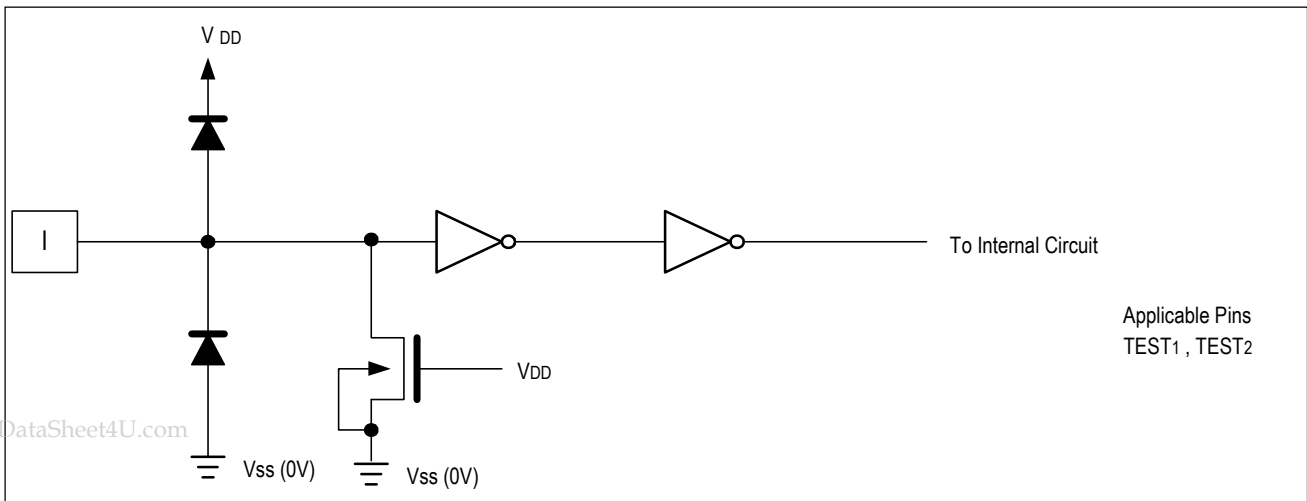 V DD
I
To Internal Circuit
Applicable Pins
TEST1 , TEST2
VDD
DataSheet4U.com
Vss (0V)
Vss (0V)